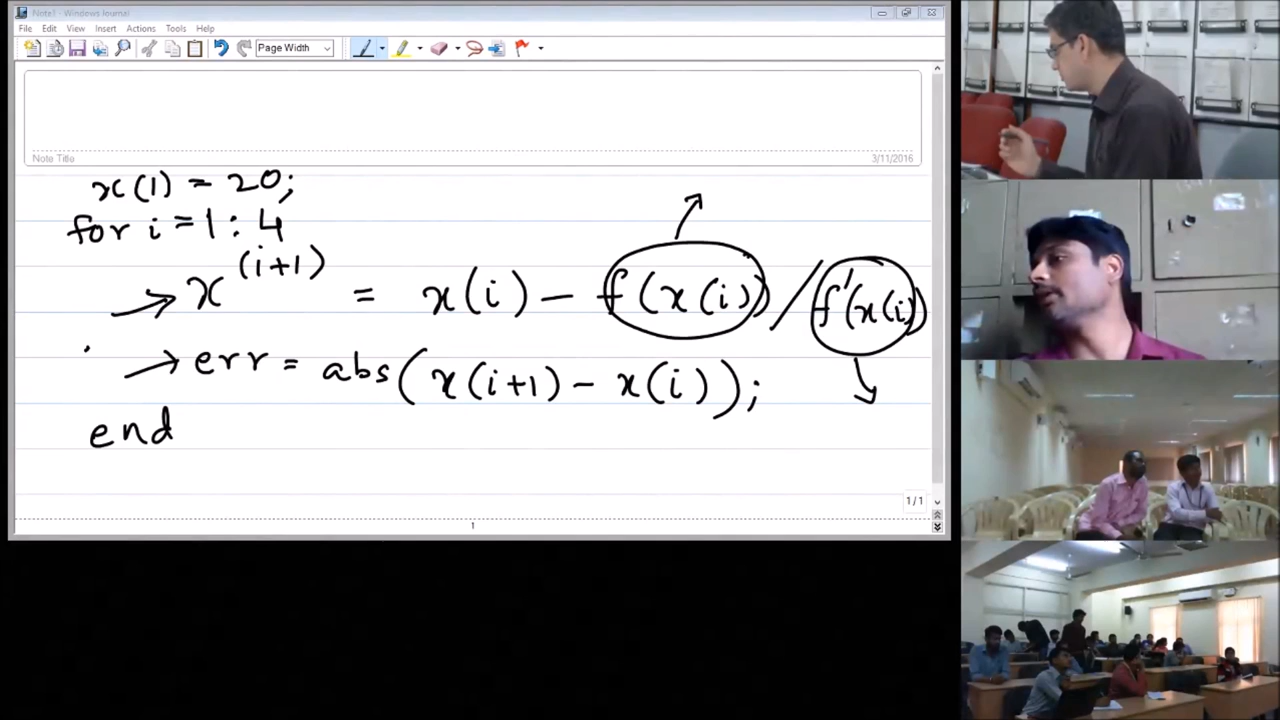 Note1 - Windows Journal
File Edit View Insert Actions Tools Help
Page Width
Note Title
3/11/2016
x(1) = 20;
for i = 1 : 4
→ x^(i+1) = x(i) - f(x(i)) / f'(x(i))
→ err = abs(x(i+1) - x(i));
end
1/1
1